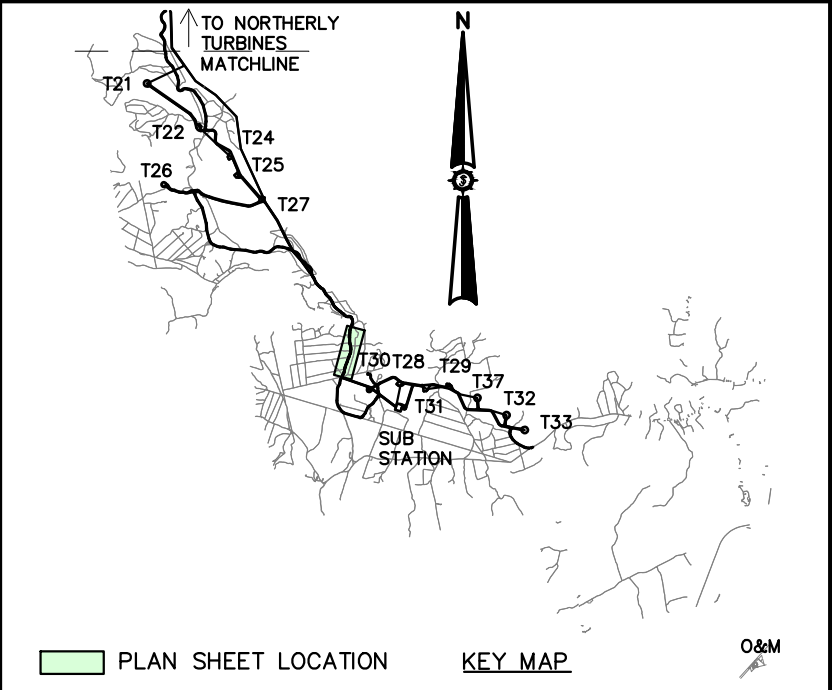 TO NORTHERLY
TURBINES
MATCHLINE
N
T21
T22
T24
T25
T26
T27
T30
T28
T29
T37
T31
T32
T33
SUB
STATION
O&M
PLAN SHEET LOCATION
KEY MAP